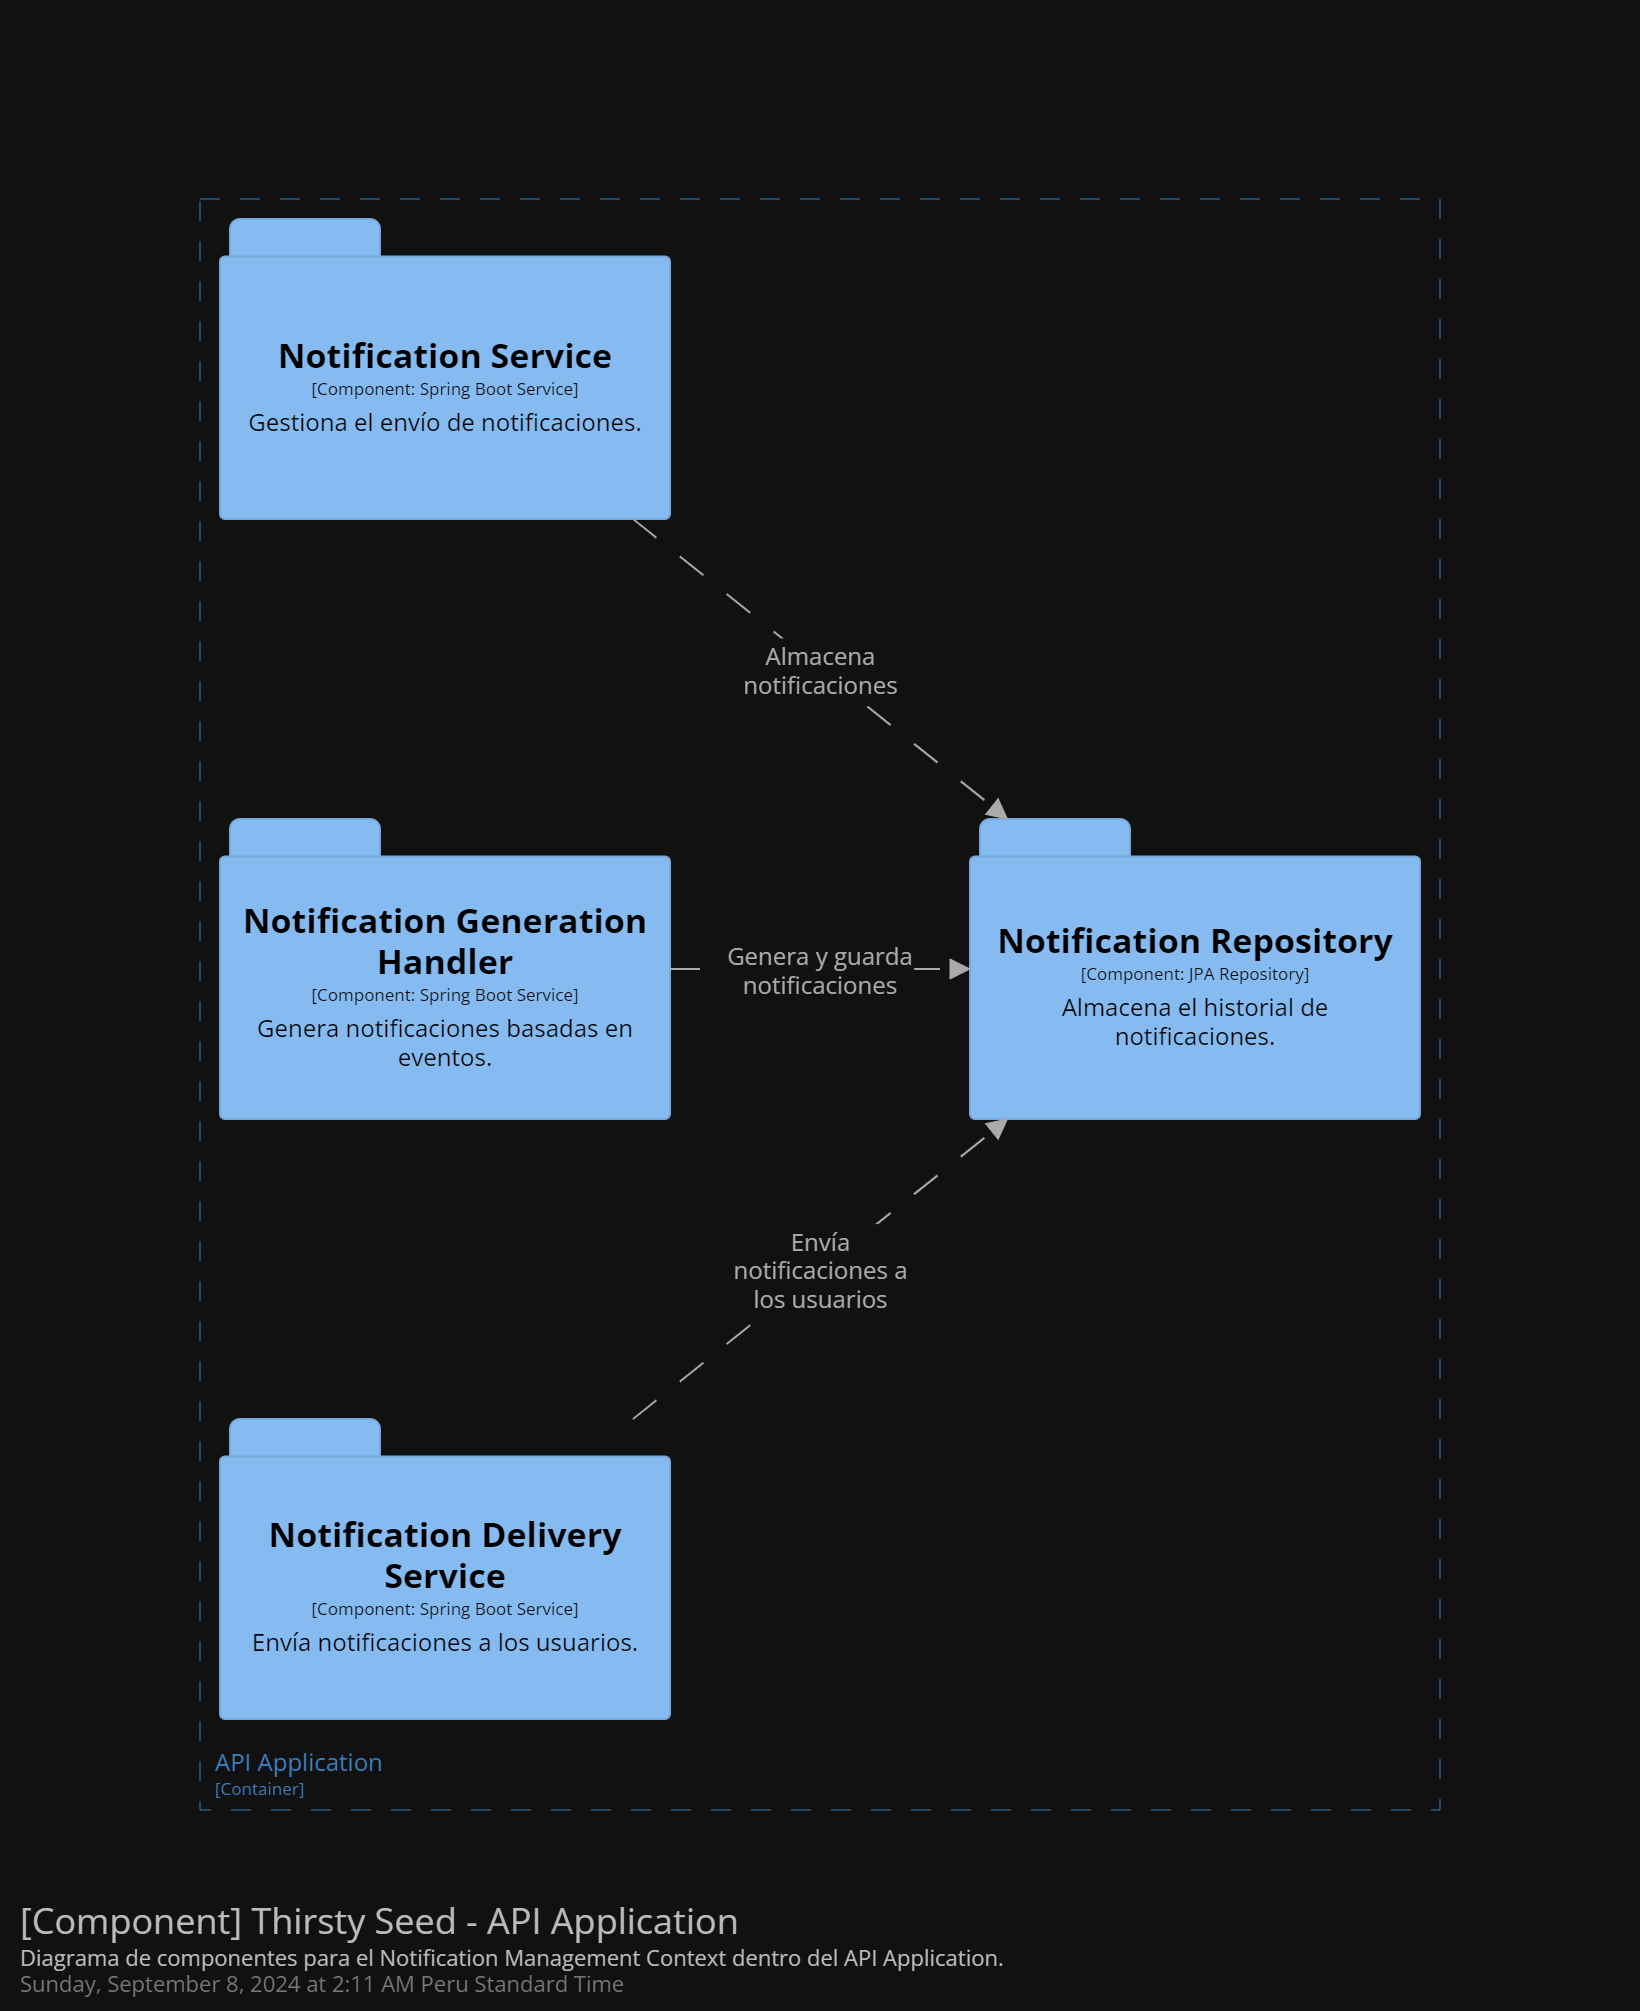 Notification Service
[Component: Spring Boot Service]
Gestiona el envío de notificaciones.
Almacena
notificaciones
Notification Generation
Handler
[Component: Spring Boot Service]
Genera notificaciones basadas en
eventos.
Genera y guarda
notificaciones
Notification Repository
[Component: JPA Repository]
Almacena el historial de
notificaciones.
Envía
notificaciones a
los usuarios
Notification Delivery
Service
[Component: Spring Boot Service]
Envía notificaciones a los usuarios.
API Application
[Container]
[Component] Thirsty Seed - API Application
Diagrama de componentes para el Notification Management Context dentro del API Application.
Sunday, September 8, 2024 at 2:11 AM Peru Standard Time